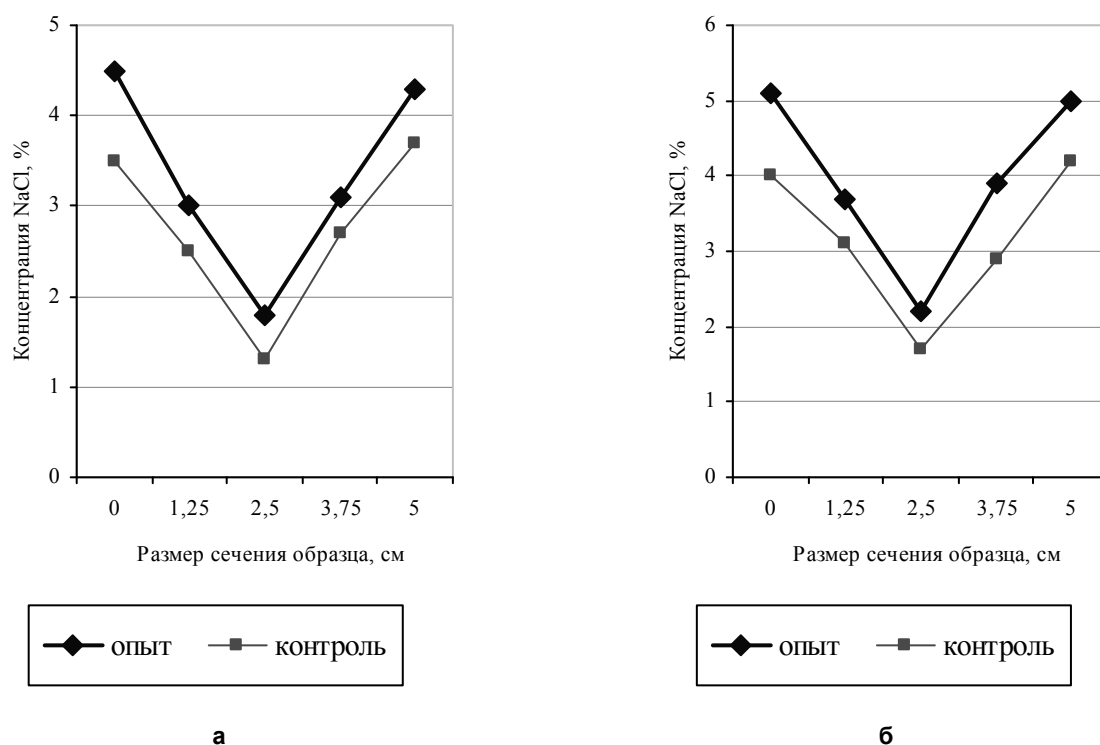 Концентрация NaCl, %
5
4
3
2
1
0
0 1,25 2,5 3,75 5
Размер сечения образца, см
опыт контроль
а
Концентрация NaCl, %
6
5
4
3
2
1
0
0 1,25 2,5 3,75 5
Размер сечения образца, см
опыт контроль
б